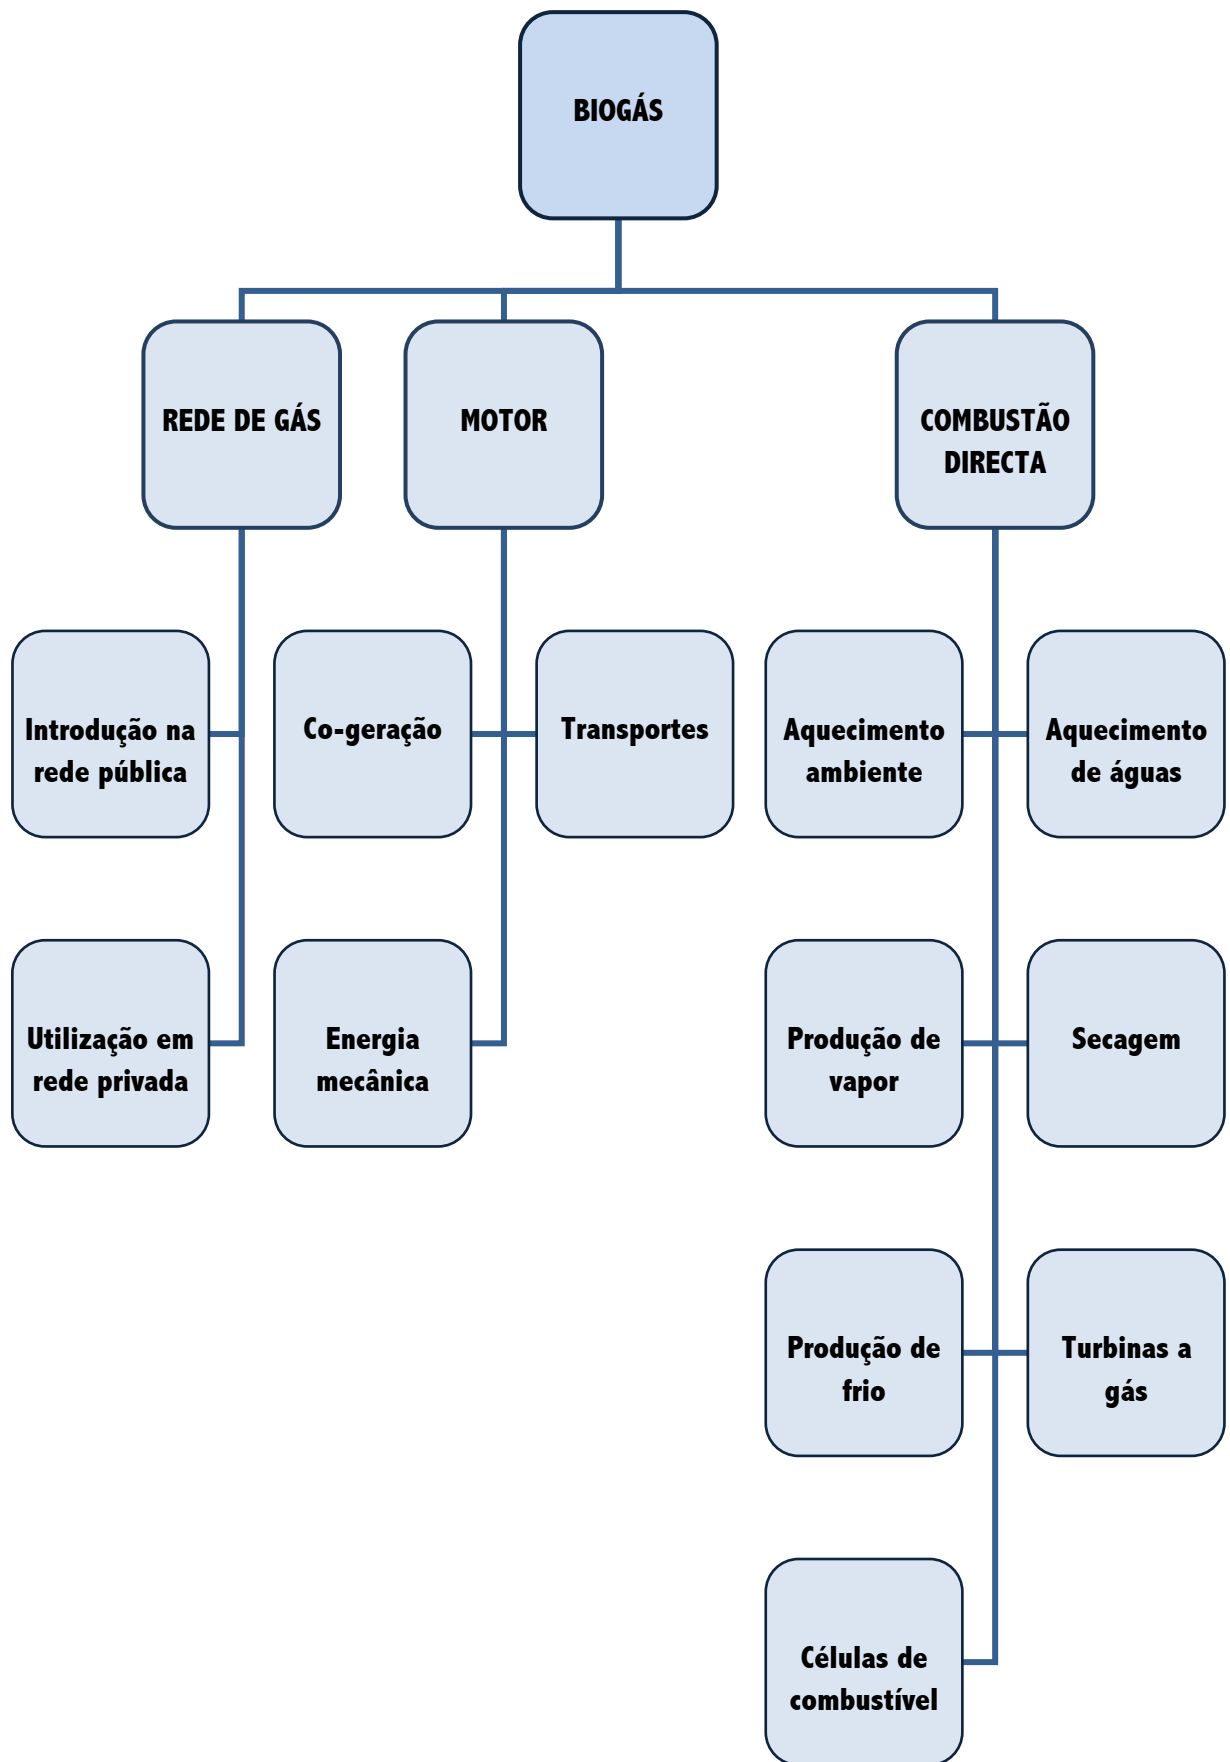 BIOGÁS
REDE DE GÁS
MOTOR
COMBUSTÃO
DIRECTA
Introdução na
rede pública
Co-geração
Transportes
Aquecimento
ambiente
Aquecimento
de águas
Utilização em
rede privada
Energia
mecânica
Produção de
vapor
Secagem
Produção de
frio
Turbinas a
gás
Células de
combustível